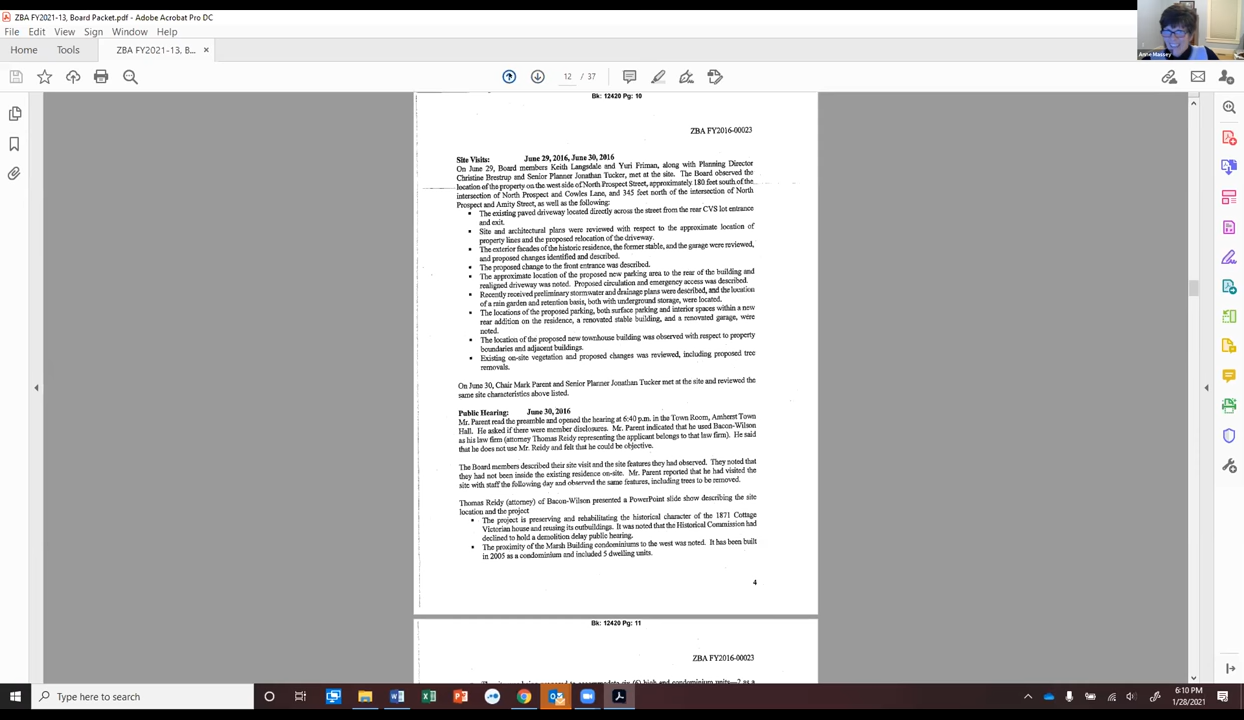 ZBA FY2021-13, Board Packet.pdf - Adobe Acrobat Pro DC
File Edit View Sign Window Help
Home Tools ZBA FY2021-13, B... ×
12 / 37
Anne Massey
Bk: 12420 Pg: 10
ZBA FY2016-00023
Site Visits: June 29, 2016, June 30, 2016
On June 29, Board members Keith Langsdale and Yuri Friman, along with Planning Director
Christine Brestrup and Senior Planner Jonathan Tucker, met at the site. The Board observed the
location of the property on the west side of North Prospect Street, approximately 180 feet south of the
intersection of North Prospect and Cowles Lane, and 345 feet north of the intersection of North
Prospect and Amity Street, as well as the following:
▪ The existing paved driveway located directly across the street from the rear CVS lot entrance
and exit.
▪ Site and architectural plans were reviewed with respect to the approximate location of
property lines and the proposed relocation of the driveway.
▪ The exterior facades of the historic residence, the former stable, and the garage were reviewed,
and proposed changes identified and described.
▪ The proposed change to the front entrance was described.
▪ The approximate location of the proposed new parking area to the rear of the building and
realigned driveway was noted. Proposed circulation and emergency access was described.
▪ Recently received preliminary stormwater and drainage plans were described, and the location
of a rain garden and retention basis, both with underground storage, were located.
▪ The locations of the proposed parking, both surface parking and interior spaces within a new
rear addition on the residence, a renovated stable building, and a renovated garage, were
noted.
▪ The location of the proposed new townhouse building was observed with respect to property
boundaries and adjacent buildings.
▪ Existing on-site vegetation and proposed changes was reviewed, including proposed tree
removals.
On June 30, Chair Mark Parent and Senior Planner Jonathan Tucker met at the site and reviewed the
same site characteristics above listed.
Public Hearing: June 30, 2016
Mr. Parent read the preamble and opened the hearing at 6:40 p.m. in the Town Room, Amherst Town
Hall. He asked if there were member disclosures. Mr. Parent indicated that he used Bacon-Wilson
as his law firm (attorney Thomas Reidy representing the applicant belongs to that law firm). He said
that he does not use Mr. Reidy and felt that he could be objective.
The Board members described their site visit and the site features they had observed. They noted that
they had not been inside the existing residence on-site. Mr. Parent reported that he had visited the
site with staff the following day and observed the same features, including trees to be removed.
Thomas Reidy (attorney) of Bacon-Wilson presented a PowerPoint slide show describing the site
location and the project
▪ The project is preserving and rehabilitating the historical character of the 1871 Cottage
Victorian house and reusing its outbuildings. It was noted that the Historical Commission had
declined to hold a demolition delay public hearing.
▪ The proximity of the Marsh Building condominiums to the west was noted. It has been built
in 2005 as a condominium and included 5 dwelling units.
4
Bk: 12420 Pg: 11
ZBA FY2016-00023
Type here to search
6:10 PM
1/28/2021